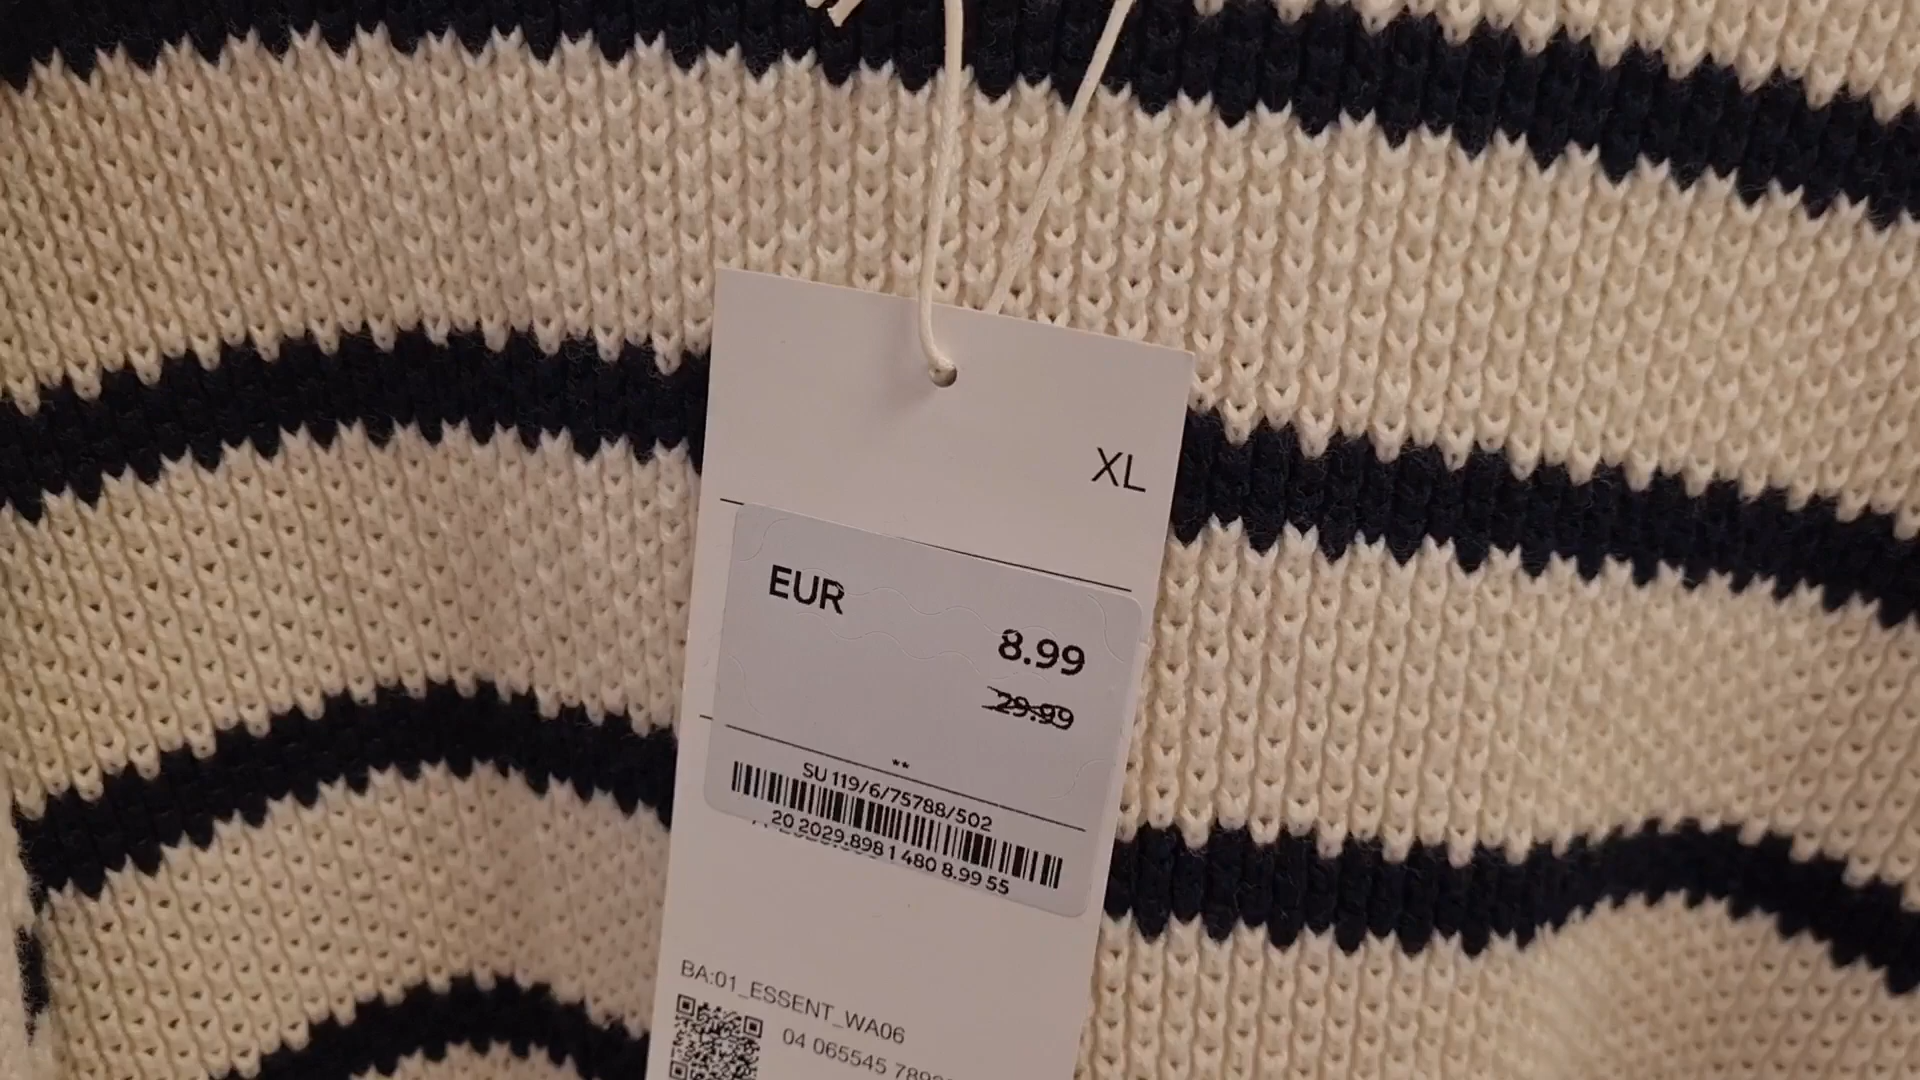 XL
EUR
8.99
29.99
**
SU 119/6/75788/502
20 2029.898 1 480 8.99 55
BA:01_ESSENT_WA06
04 065545